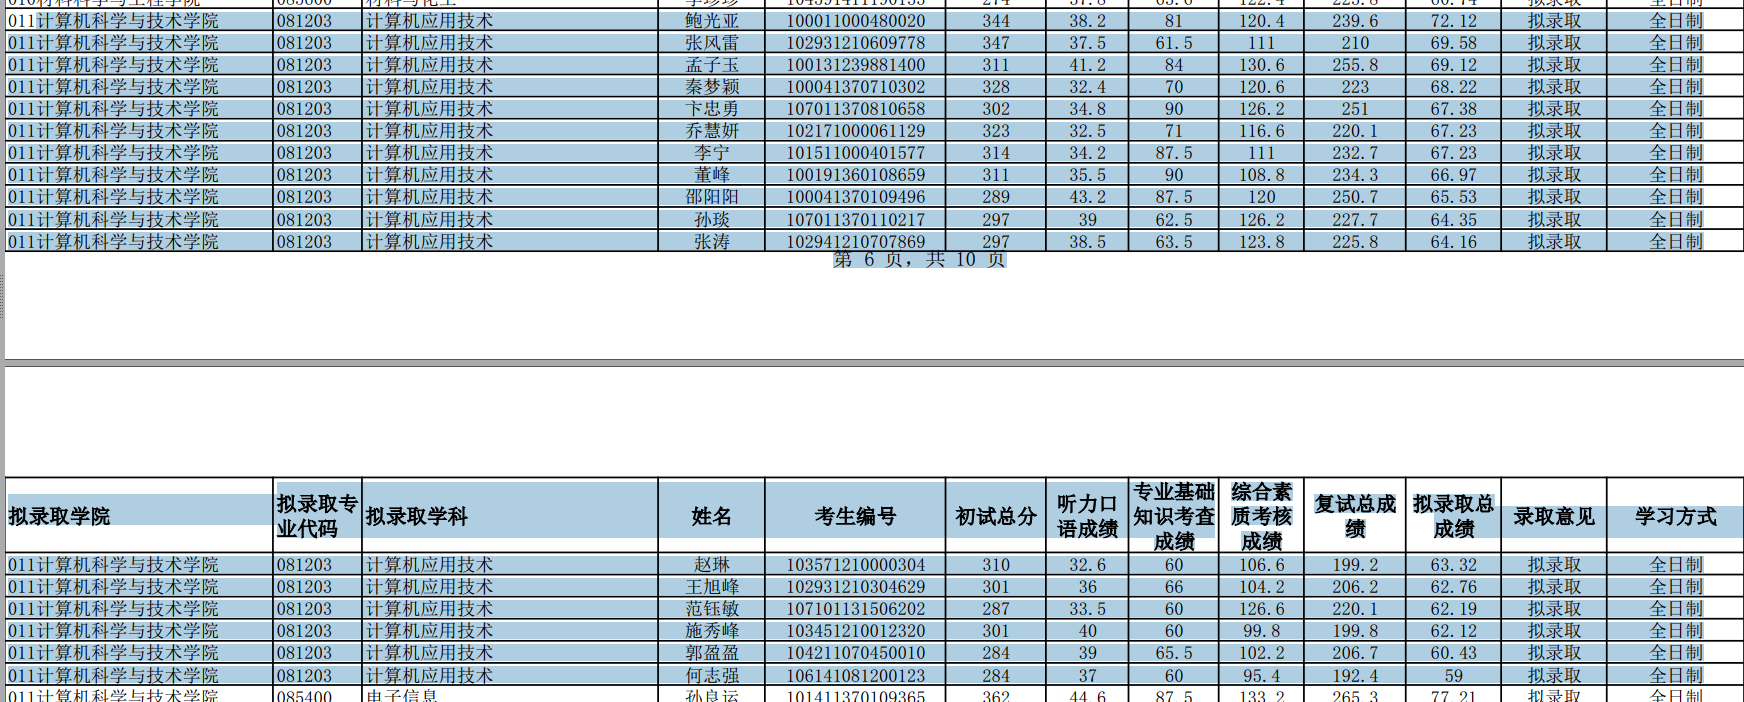 011计算机科学与技术学院 081203 计算机应用技术 鲍光亚 100011000480020 344 38.2 81 120.4 239.6 72.12 拟录取 全日制
011计算机科学与技术学院 081203 计算机应用技术 张风雷 102931210609778 347 37.5 61.5 111 210 69.58 拟录取 全日制
011计算机科学与技术学院 081203 计算机应用技术 孟子玉 100131239881400 311 41.2 84 130.6 255.8 69.12 拟录取 全日制
011计算机科学与技术学院 081203 计算机应用技术 秦梦颖 100041370710302 328 32.4 70 120.6 223 68.22 拟录取 全日制
011计算机科学与技术学院 081203 计算机应用技术 卞忠勇 107011370810658 302 34.8 90 126.2 251 67.38 拟录取 全日制
011计算机科学与技术学院 081203 计算机应用技术 乔慧妍 102171000061129 323 32.5 71 116.6 220.1 67.23 拟录取 全日制
011计算机科学与技术学院 081203 计算机应用技术 李宁 101511000401577 314 34.2 87.5 111 232.7 67.23 拟录取 全日制
011计算机科学与技术学院 081203 计算机应用技术 董峰 100191360108659 311 35.5 90 108.8 234.3 66.97 拟录取 全日制
011计算机科学与技术学院 081203 计算机应用技术 邵阳阳 100041370109496 289 43.2 87.5 120 250.7 65.53 拟录取 全日制
011计算机科学与技术学院 081203 计算机应用技术 孙琰 107011370110217 297 39 62.5 126.2 227.7 64.35 拟录取 全日制
011计算机科学与技术学院 081203 计算机应用技术 张涛 102941210707869 297 38.5 63.5 123.8 225.8 64.16 拟录取 全日制
第 6 页，共 10 页
拟录取学院 拟录取专业代码 拟录取学科 姓名 考生编号 初试总分 听力口语成绩 专业基础知识考查成绩 综合素质考核成绩 复试总成绩 拟录取总成绩 录取意见 学习方式
011计算机科学与技术学院 081203 计算机应用技术 赵琳 103571210000304 310 32.6 60 106.6 199.2 63.32 拟录取 全日制
011计算机科学与技术学院 081203 计算机应用技术 王旭峰 102931210304629 301 36 66 104.2 206.2 62.76 拟录取 全日制
011计算机科学与技术学院 081203 计算机应用技术 范钰敏 107101131506202 287 33.5 60 126.6 220.1 62.19 拟录取 全日制
011计算机科学与技术学院 081203 计算机应用技术 施秀峰 103451210012320 301 40 60 99.8 199.8 62.12 拟录取 全日制
011计算机科学与技术学院 081203 计算机应用技术 郭盈盈 104211070450010 284 39 65.5 102.2 206.7 60.43 拟录取 全日制
011计算机科学与技术学院 081203 计算机应用技术 何志强 106141081200123 284 37 60 95.4 192.4 59 拟录取 全日制
011计算机科学与技术学院 085400 电子信息 孙良运 101411370109365 362 44.6 87.5 133.2 265.3 77.21 拟录取 全日制